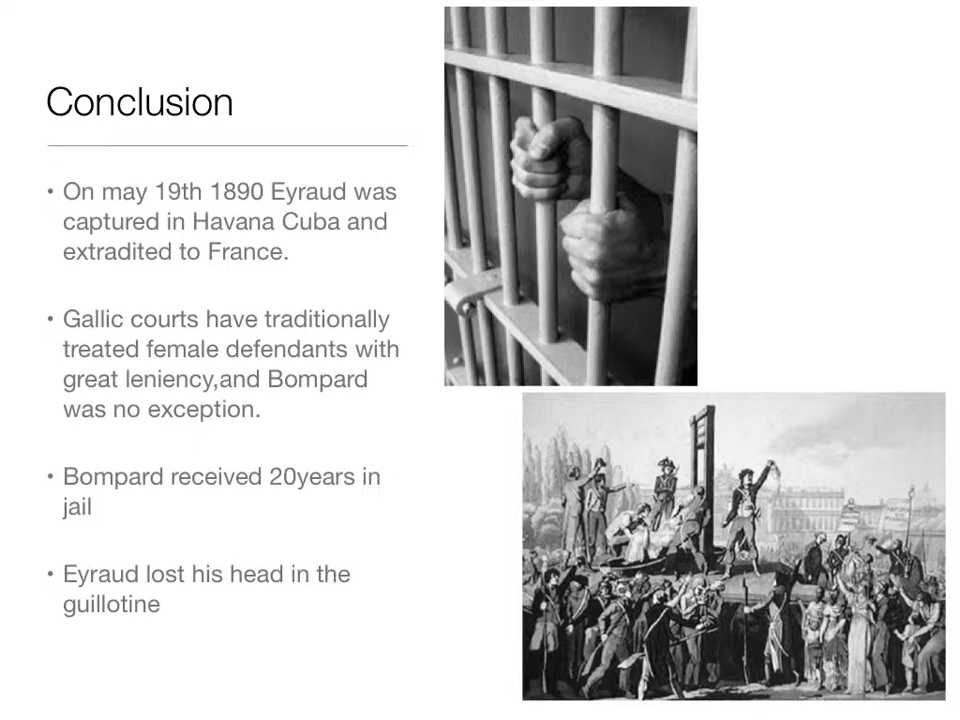 Conclusion
• On may 19th 1890 Eyraud was
captured in Havana Cuba and
extradited to France.
• Gallic courts have traditionally
treated female defendants with
great leniency,and Bompard
was no exception.
• Bompard received 20years in
jail
• Eyraud lost his head in the
guillotine